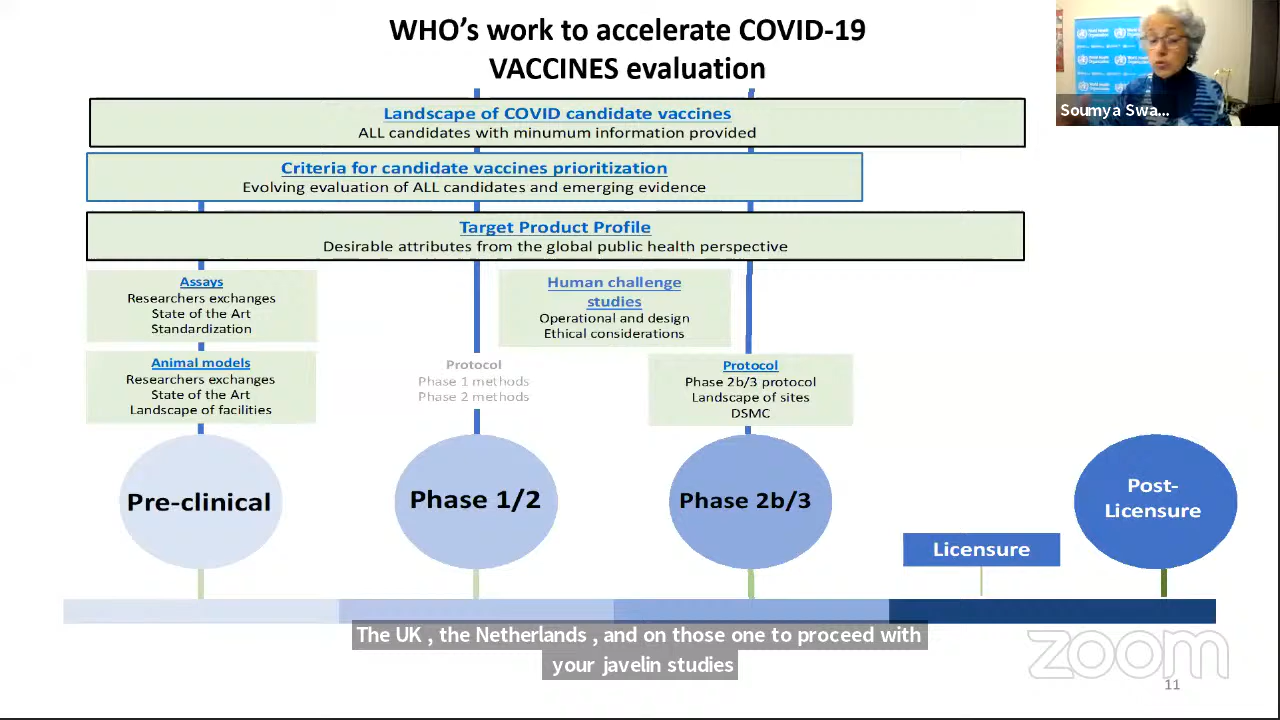 WHO's work to accelerate COVID-19
VACCINES evaluation
Soumya Swa...
Landscape of COVID candidate vaccines
ALL candidates with minumum information provided
Criteria for candidate vaccines prioritization
Evolving evaluation of ALL candidates and emerging evidence
Target Product Profile
Desirable attributes from the global public health perspective
Assays
Researchers exchanges
State of the Art
Standardization
Human challenge
studies
Operational and design
Ethical considerations
Animal models
Researchers exchanges
State of the Art
Landscape of facilities
Protocol
Phase 1 methods
Phase 2 methods
Protocol
Phase 2b/3 protocol
Landscape of sites
DSMC
Pre-clinical
Phase 1/2
Phase 2b/3
Licensure
Post-
Licensure
The UK , the Netherlands , and on those one to proceed with
your javelin studies
zoom
11